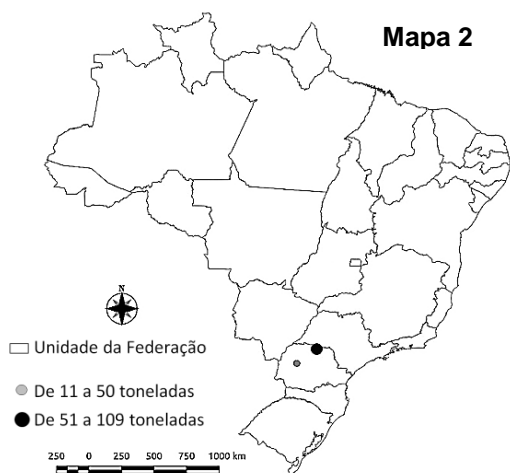 Mapa 2
N
Unidade da Federação
De 11 a 50 toneladas
De 51 a 109 toneladas
250 0 250 500 750 1000 km